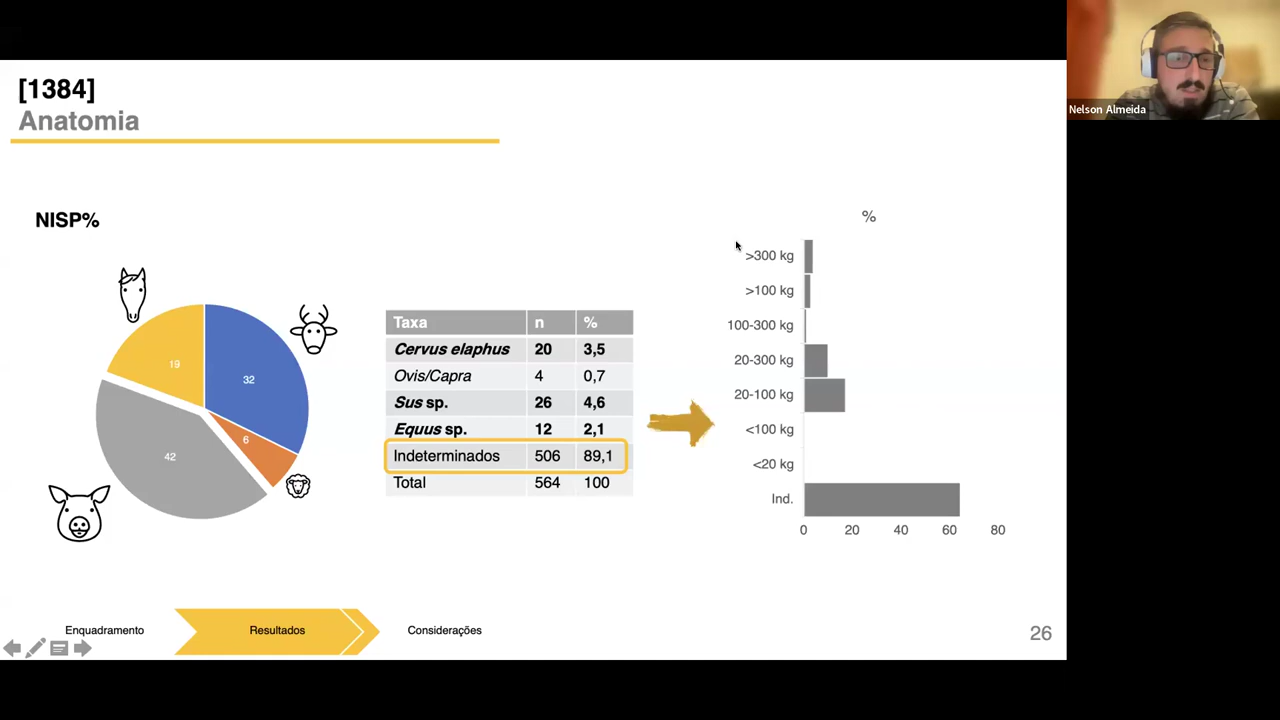 [1384]
Anatomia
Nelson Almeida
NISP%
19
32
6
42
Taxa n %
Cervus elaphus 20 3,5
Ovis/Capra 4 0,7
Sus sp. 26 4,6
Equus sp. 12 2,1
Indeterminados 506 89,1
Total 564 100
%
>300 kg
>100 kg
100-300 kg
20-300 kg
20-100 kg
<100 kg
<20 kg
Ind.
0 20 40 60 80
Enquadramento Resultados Considerações
26